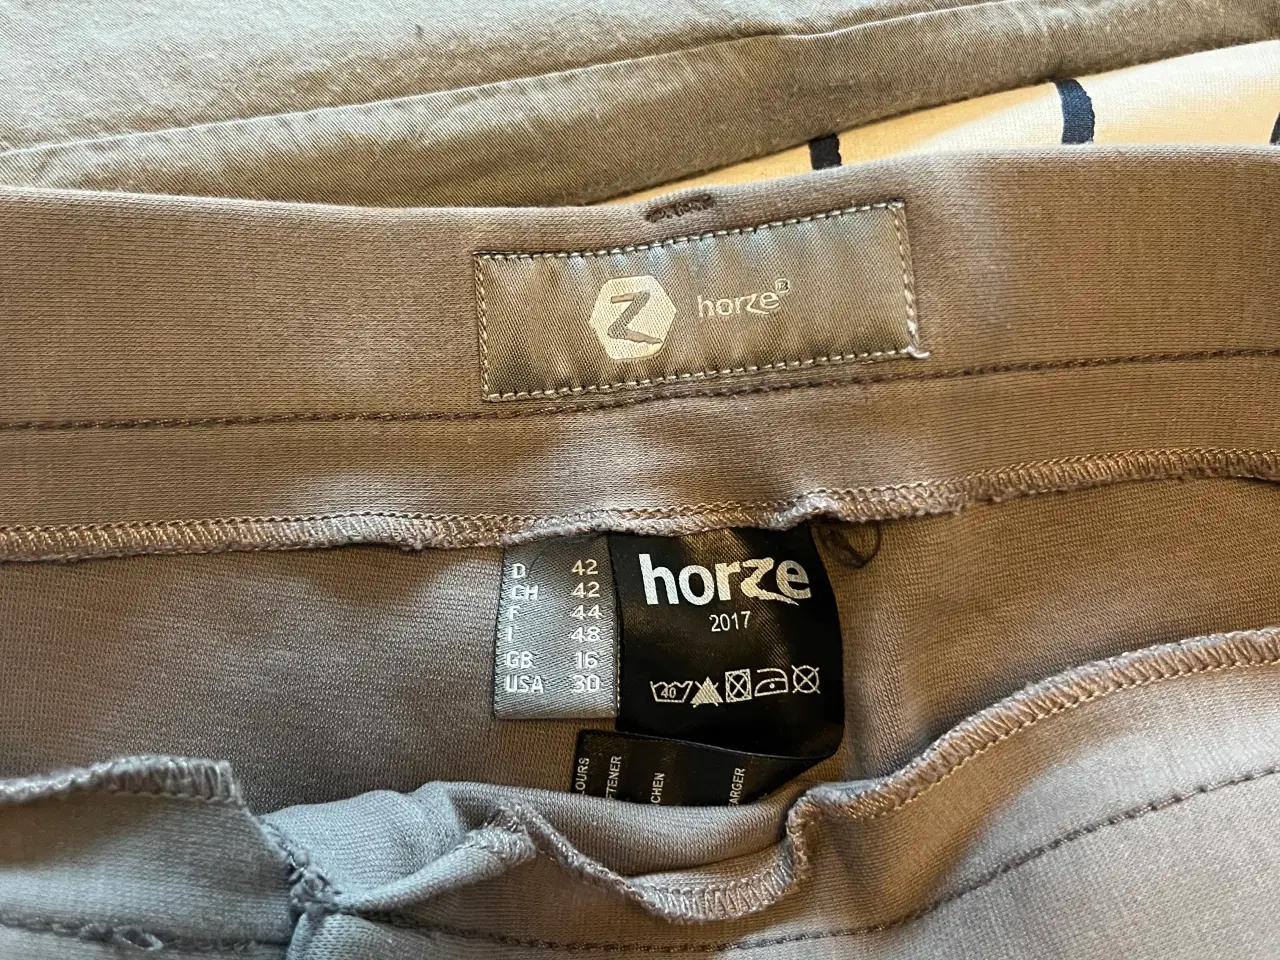 Z horze®
D 42
CH 42
F 44
I 48
GB 16
USA 30
horze
2017
40